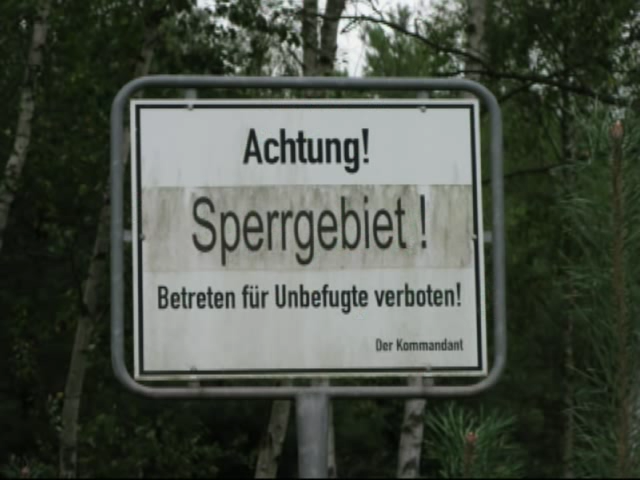 Achtung!
Sperrgebiet !
Betreten für Unbefugte verboten!
Der Kommandant